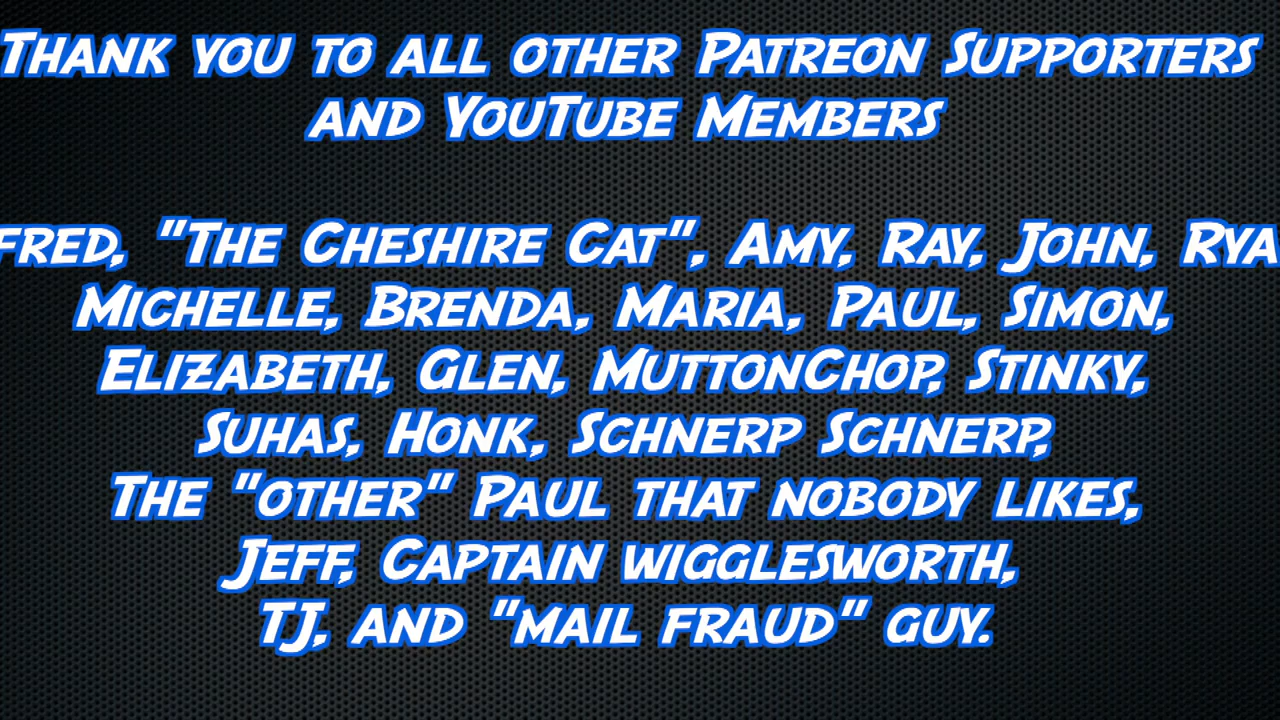 Thank you to all other Patreon Supporters
and YouTube Members
fred, "The Cheshire Cat", Amy, Ray, John, Rya
Michelle, Brenda, Maria, Paul, Simon,
Elizabeth, Glen, MuttonChop, Stinky,
Suhas, Honk, Schnerp Schnerp,
The "other" Paul that nobody likes,
Jeff, Captain wigglesworth,
TJ, and "mail fraud" guy.